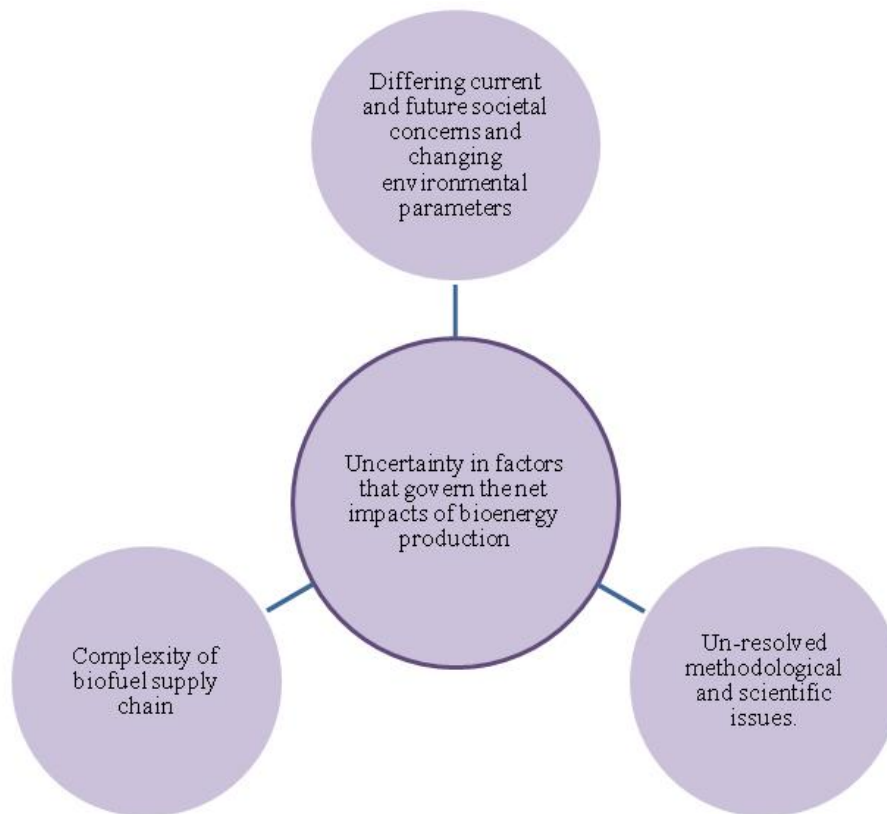 Differing current
and future societal
concerns and
changing
environmental
parameters
Uncertainty in factors
that govern the net
impacts of bioenergy
production
Complexity of
biofuel supply
chain
Un-resolved
methodological
and scientific
issues.